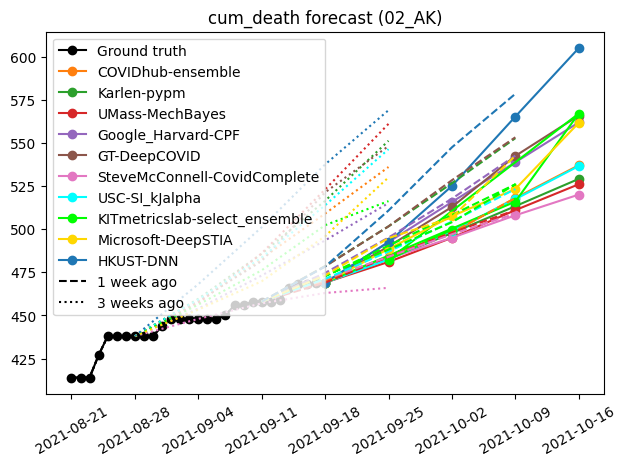 cum_death forecast (02_AK)
600
575
550
525
500
475
450
425
Ground truth
COVIDhub-ensemble
Karlen-pypm
UMass-MechBayes
Google_Harvard-CPF
GT-DeepCOVID
SteveMcConnell-CovidComplete
USC-SI_kJalpha
KITmetricslab-select_ensemble
Microsoft-DeepSTIA
HKUST-DNN
1 week ago
3 weeks ago
2021-08-21
2021-08-28
2021-09-04
2021-09-11
2021-09-18
2021-09-25
2021-10-02
2021-10-09
2021-10-16